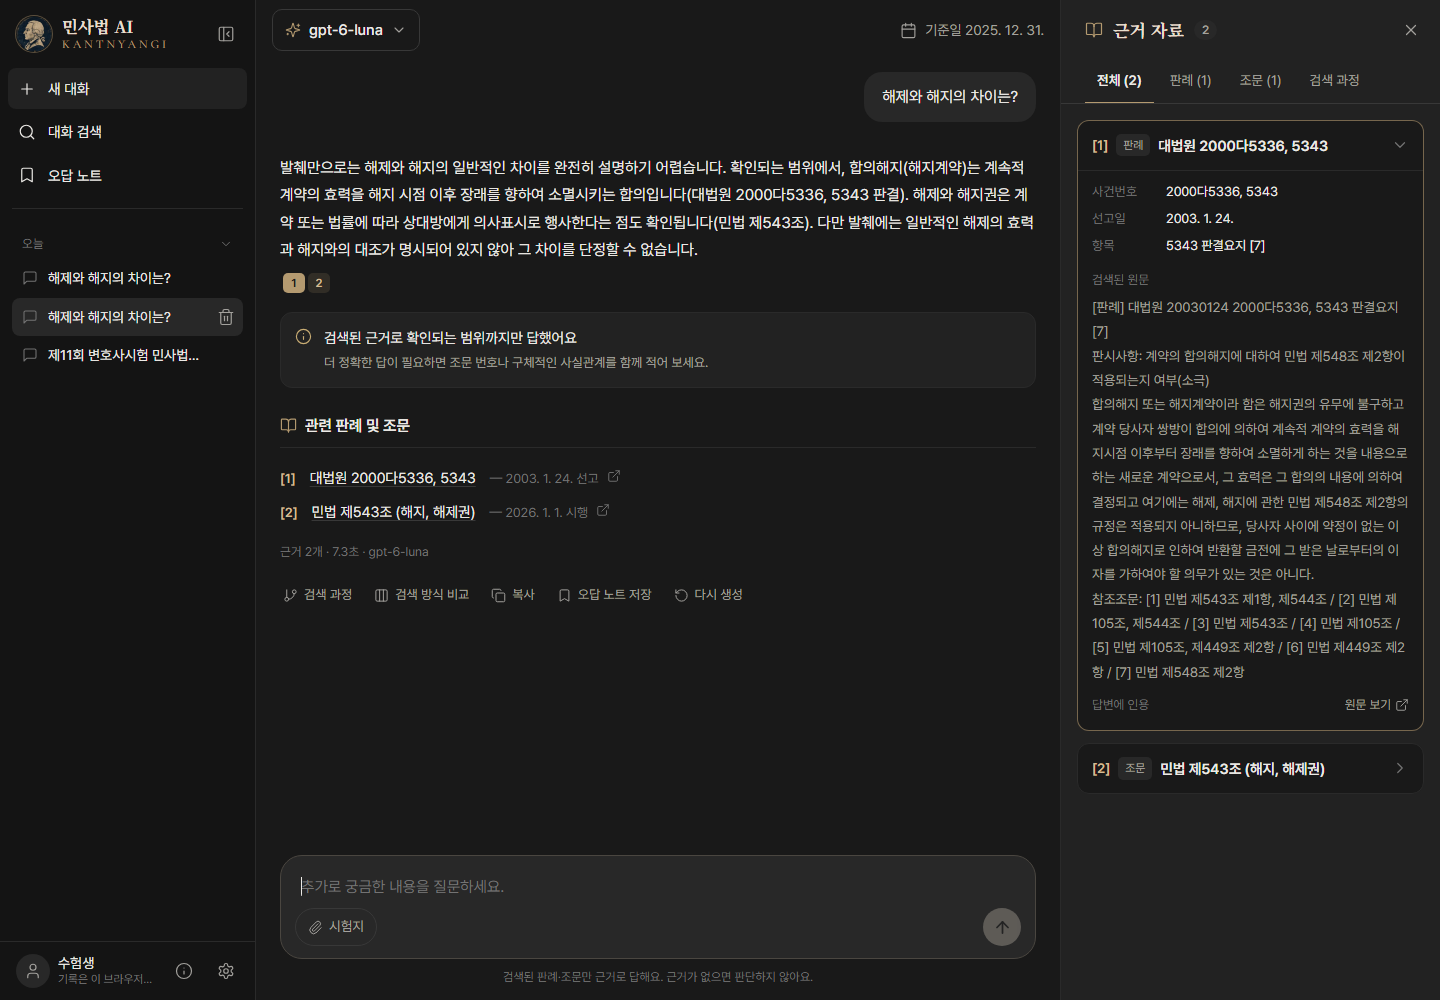 민사법 AI
KANTNYANGI
새 대화
대화 검색
오답 노트
오늘
해제와 해지의 차이는?
해제와 해지의 차이는?
제11회 변호사시험 민사법...
수험생
기록은 이 브라우저...
gpt-6-luna
기준일 2025. 12. 31.
해제와 해지의 차이는?
발췌만으로는 해제와 해지의 일반적인 차이를 완전히 설명하기 어렵습니다. 확인되는 범위에서, 합의해지(해지계약)는 계속적
계약의 효력을 해지 시점 이후 장래를 향하여 소멸시키는 합의입니다(대법원 2000다5336, 5343 판결). 해제와 해지권은 계
약 또는 법률에 따라 상대방에게 의사표시로 행사한다는 점도 확인됩니다(민법 제543조). 다만 발췌에는 일반적인 해제의 효력
과 해지와의 대조가 명시되어 있지 않아 그 차이를 단정할 수 없습니다.
1 2
검색된 근거로 확인되는 범위까지만 답했어요
더 정확한 답이 필요하면 조문 번호나 구체적인 사실관계를 함께 적어 보세요.
관련 판례 및 조문
[1] 대법원 2000다5336, 5343 — 2003. 1. 24. 선고
[2] 민법 제543조 (해지, 해제권) — 2026. 1. 1. 시행
근거 2개 · 7.3초 · gpt-6-luna
검색 과정 검색 방식 비교 복사 오답 노트 저장 다시 생성
추가로 궁금한 내용을 질문하세요.
시험지
검색된 판례·조문만 근거로 답해요. 근거가 없으면 판단하지 않아요.
근거 자료 2
전체 (2) 판례 (1) 조문 (1) 검색 과정
[1] 판례 대법원 2000다5336, 5343
사건번호 2000다5336, 5343
선고일 2003. 1. 24.
항목 5343 판결요지 [7]
검색된 원문
[판례] 대법원 20030124 2000다5336, 5343 판결요지
[7]
판시사항: 계약의 합의해지에 대하여 민법 제548조 제2항이
적용되는지 여부(소극)
합의해지 또는 해지계약이라 함은 해지권의 유무에 불구하고
계약 당사자 쌍방이 합의에 의하여 계속적 계약의 효력을 해
지시점 이후부터 장래를 향하여 소멸하게 하는 것을 내용으로
하는 새로운 계약으로서, 그 효력은 그 합의의 내용에 의하여
결정되고 여기에는 해제, 해지에 관한 민법 제548조 제2항의
규정은 적용되지 아니하므로, 당사자 사이에 약정이 없는 이
상 합의해지로 인하여 반환할 금전에 그 받은 날로부터의 이
자를 가하여야 할 의무가 있는 것은 아니다.
참조조문: [1] 민법 제543조 제1항, 제544조 / [2] 민법 제
105조, 제544조 / [3] 민법 제543조 / [4] 민법 제105조 /
[5] 민법 제105조, 제449조 제2항 / [6] 민법 제449조 제2
항 / [7] 민법 제548조 제2항
답변에 인용 원문 보기
[2] 조문 민법 제543조 (해지, 해제권)